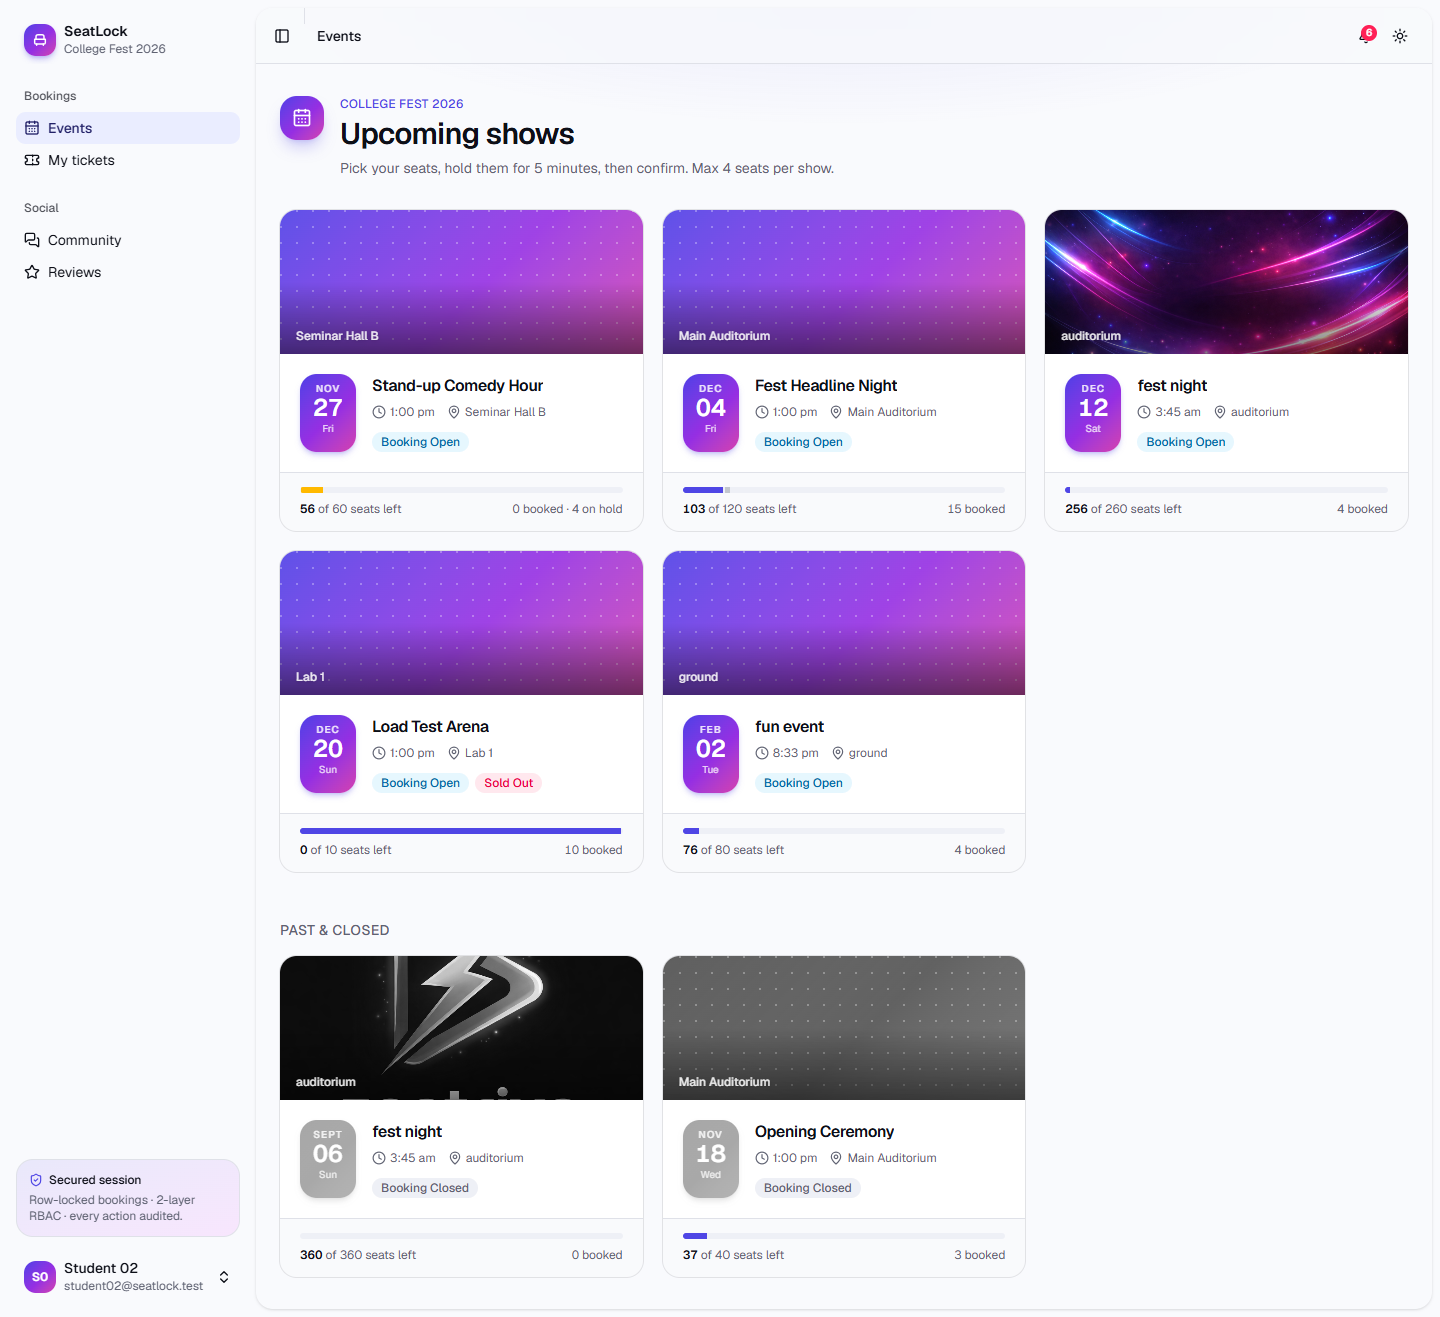 SeatLock
College Fest 2026
Bookings
Events
My tickets
Social
Community
Reviews
Secured session
Row-locked bookings · 2-layer
RBAC · every action audited.
S0
Student 02
student02@seatlock.test
Events
6
COLLEGE FEST 2026
Upcoming shows
Pick your seats, hold them for 5 minutes, then confirm. Max 4 seats per show.
Seminar Hall B
NOV
27
Fri
Stand-up Comedy Hour
1:00 pm Seminar Hall B
Booking Open
56 of 60 seats left 0 booked · 4 on hold
Main Auditorium
DEC
04
Fri
Fest Headline Night
1:00 pm Main Auditorium
Booking Open
103 of 120 seats left 15 booked
auditorium
DEC
12
Sat
fest night
3:45 am auditorium
Booking Open
256 of 260 seats left 4 booked
Lab 1
DEC
20
Sun
Load Test Arena
1:00 pm Lab 1
Booking Open Sold Out
0 of 10 seats left 10 booked
ground
FEB
02
Tue
fun event
8:33 pm ground
Booking Open
76 of 80 seats left 4 booked
PAST & CLOSED
auditorium
SEPT
06
Sun
fest night
3:45 am auditorium
Booking Closed
360 of 360 seats left 0 booked
Main Auditorium
NOV
18
Wed
Opening Ceremony
1:00 pm Main Auditorium
Booking Closed
37 of 40 seats left 3 booked